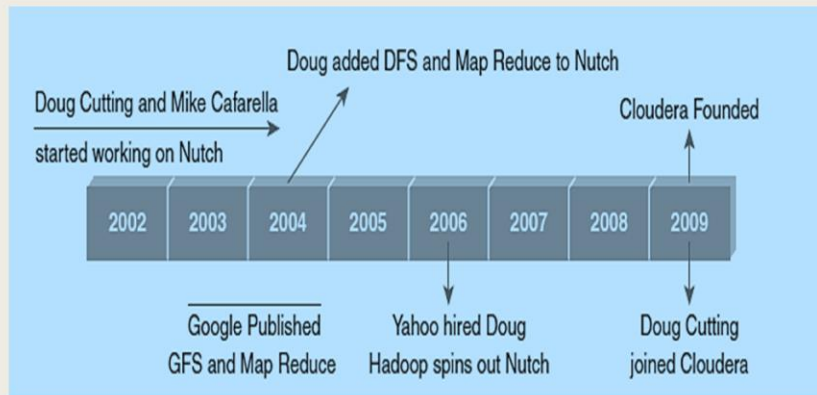 Doug added DFS and Map Reduce to Nutch
Doug Cutting and Mike Cafarella
started working on Nutch
Cloudera Founded
2002 2003 2004 2005 2006 2007 2008 2009
Google Published
GFS and Map Reduce
Yahoo hired Doug
Hadoop spins out Nutch
Doug Cutting
joined Cloudera